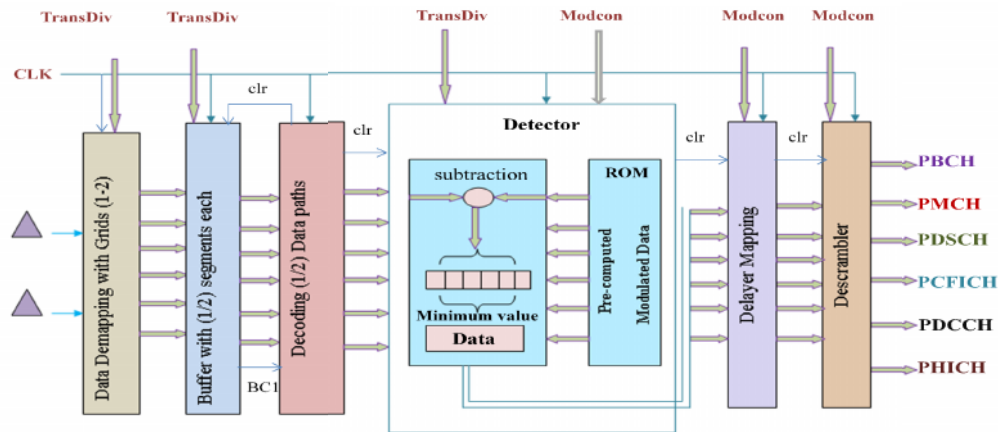 TransDiv
TransDiv
TransDiv
Modcon
Modcon
Modcon
CLK
clr
clr
clr
clr
Data Demapping with Grids (1-2)
Buffer with (1/2) segments each
BC1
Decoding (1/2) Data paths
Detector
subtraction
Minimum value
Data
ROM
Pre-computed
Modulated Data
Delayer Mapping
Descrambler
PBCH
PMCH
PDSCH
PCFICH
PDCCH
PHICH